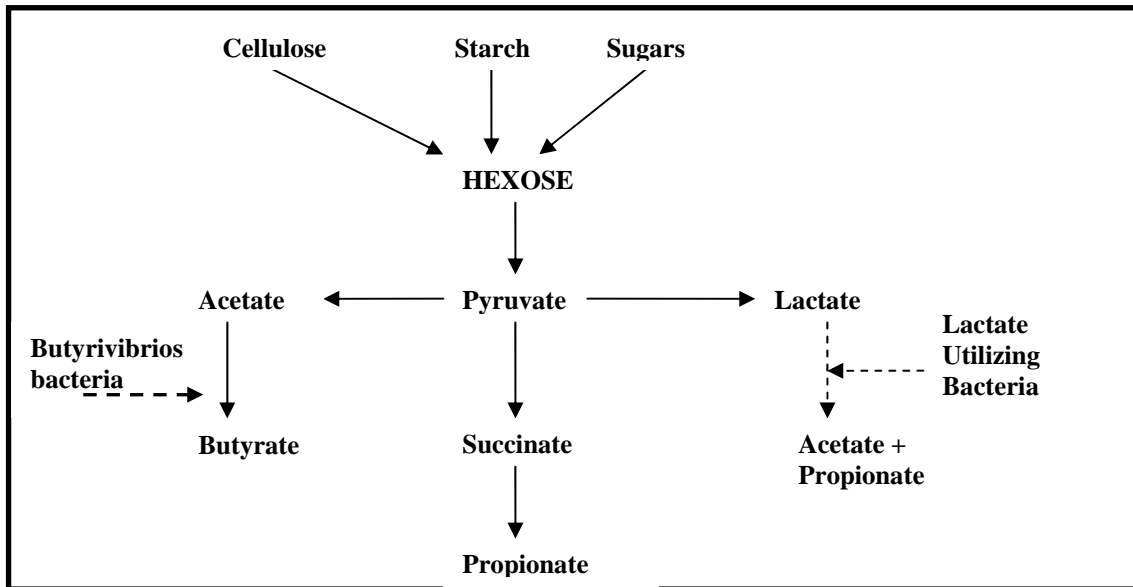 Cellulose
Starch
Sugars
HEXOSE
Acetate
Pyruvate
Lactate
Butyrivibrios
bacteria
Lactate
Utilizing
Bacteria
Butyrate
Succinate
Acetate +
Propionate
Propionate